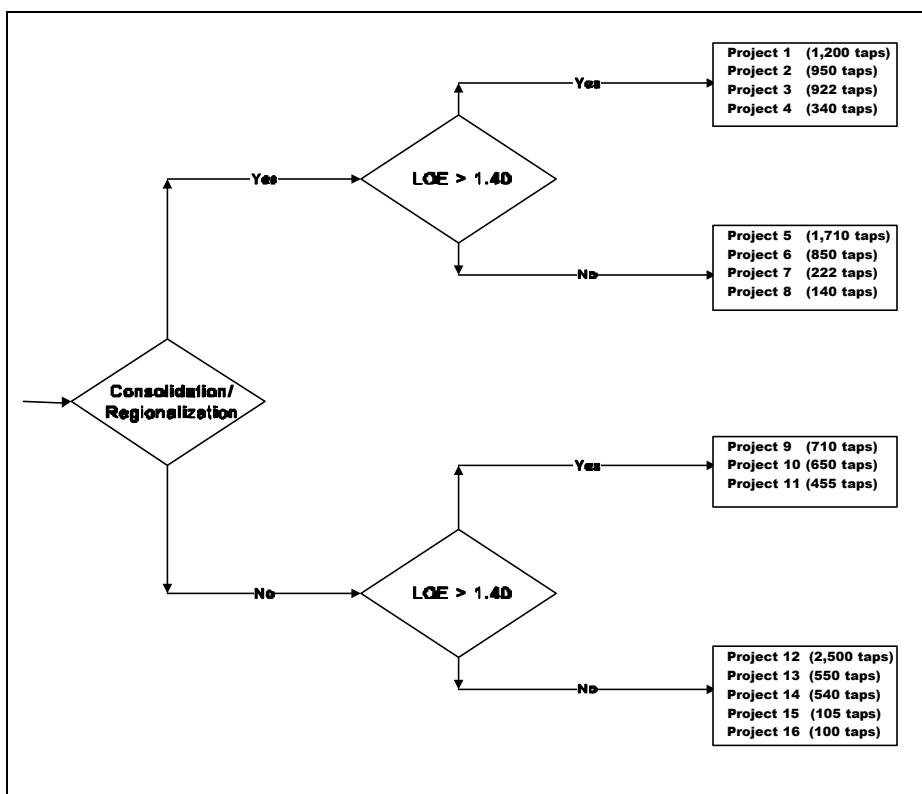 Project 1 (1,200 taps)
Project 2 (950 taps)
Project 3 (922 taps)
Project 4 (340 taps)
Yes
LOE > 1.40
Yes
Project 5 (1,710 taps)
Project 6 (850 taps)
Project 7 (222 taps)
Project 8 (140 taps)
No
Consolidation/
Regionalization
Project 9 (710 taps)
Project 10 (650 taps)
Project 11 (455 taps)
Yes
LOE > 1.40
No
Project 12 (2,500 taps)
Project 13 (550 taps)
Project 14 (540 taps)
Project 15 (105 taps)
Project 16 (100 taps)
No